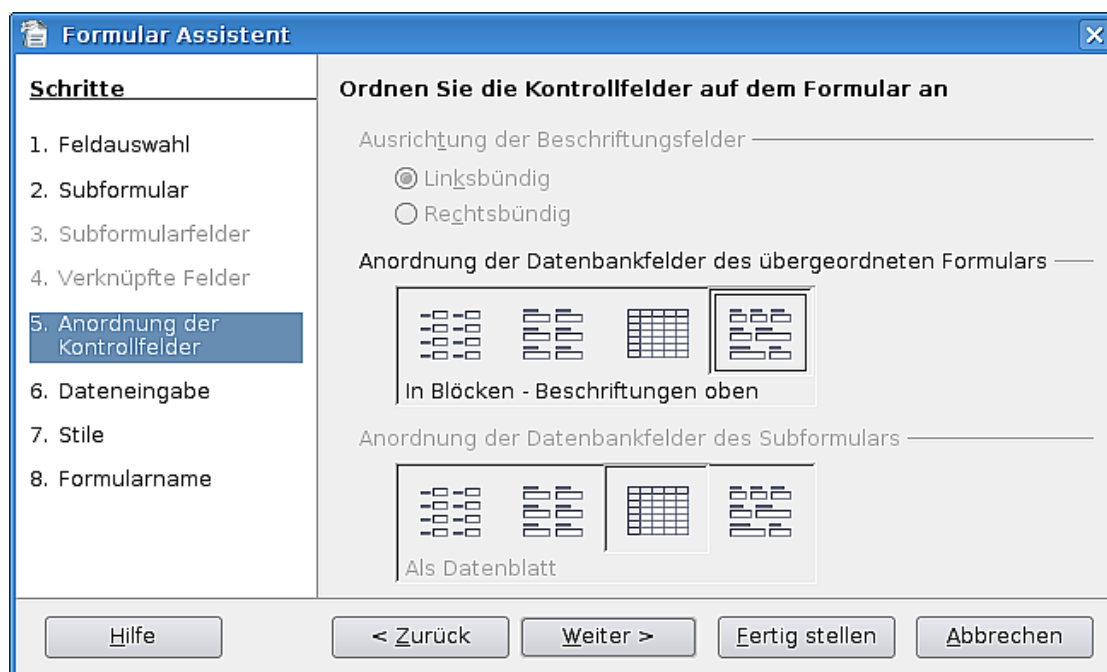 Formular Assistent
Schritte
1. Feldauswahl
2. Subformular
3. Subformularfelder
4. Verknüpfte Felder
5. Anordnung der
Kontrollfelder
6. Dateneingabe
7. Stile
8. Formularname
Ordnen Sie die Kontrollfelder auf dem Formular an
Ausrichtung der Beschriftungsfelder
Linksbündig
Rechtsbündig
Anordnung der Datenbankfelder des übergeordneten Formulars
In Blöcken - Beschriftungen oben
Anordnung der Datenbankfelder des Subformulars
Als Datenblatt
Hilfe
< Zurück
Weiter >
Fertig stellen
Abbrechen